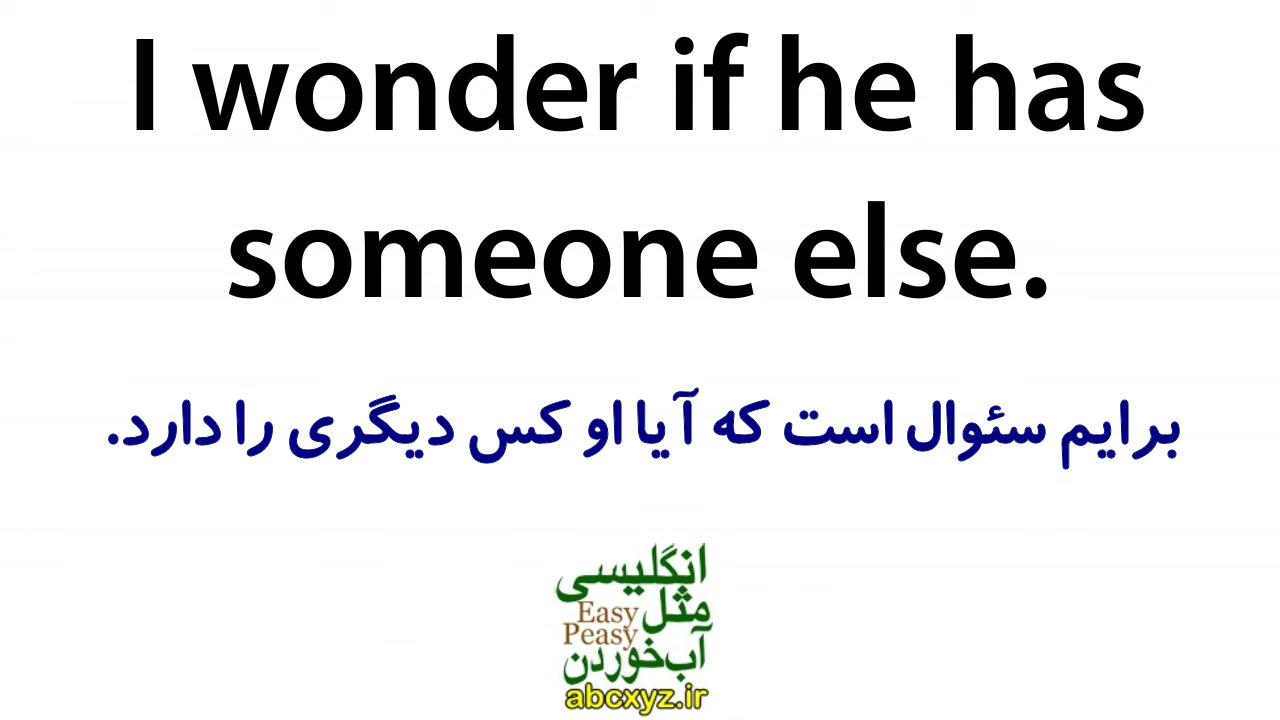 I wonder if he has
someone else.
برایم سئوال است که آیا او کس دیگری را دارد.
انگلیسی
مثل
Easy
Peasy
آب‌خوردن
abcxyz.ir